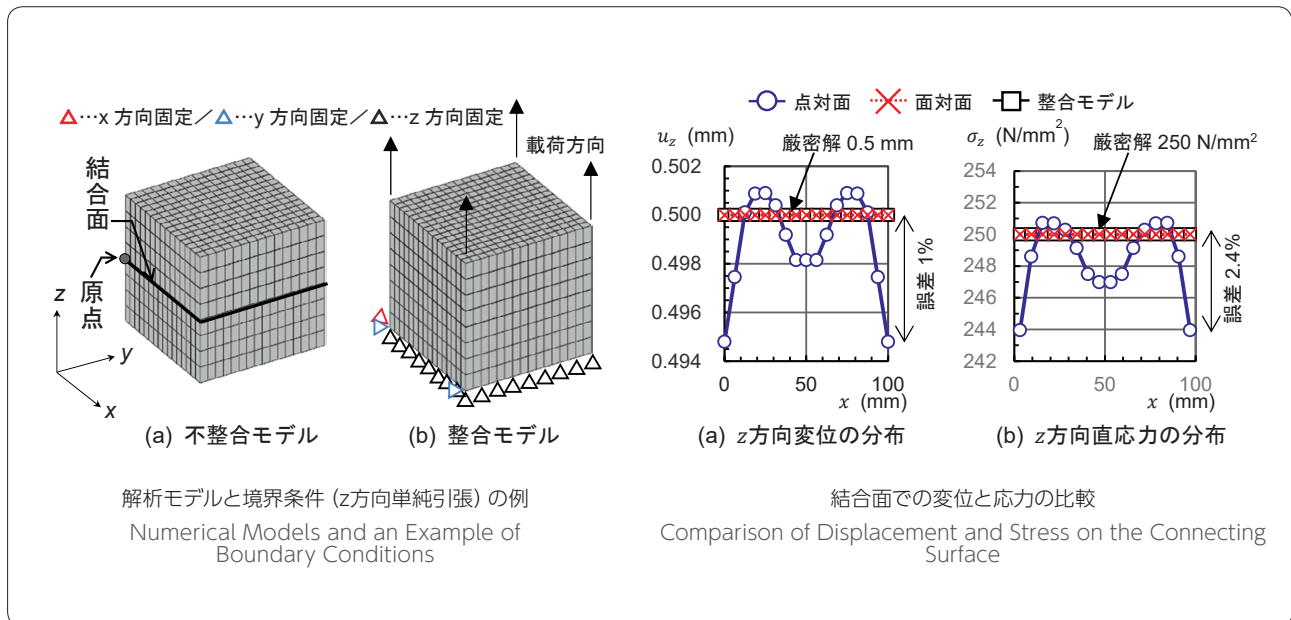 △…x 方向固定／△…y 方向固定／△…z 方向固定
載荷方向
結合面
原点
z
y
x
(a) 不整合モデル
(b) 整合モデル
解析モデルと境界条件（z方向単純引張）の例
Numerical Models and an Example of
Boundary Conditions
点対面
面対面
整合モデル
u_z (mm)
厳密解 0.5 mm
0.502
0.500
0.498
0.496
0.494
0
50
100
x (mm)
誤差 1%
(a) z方向変位の分布
σ_z (N/mm²)
厳密解 250 N/mm²
254
252
250
248
246
244
242
0
50
100
x (mm)
誤差 2.4%
(b) z方向直応力の分布
結合面での変位と応力の比較
Comparison of Displacement and Stress on the Connecting
Surface